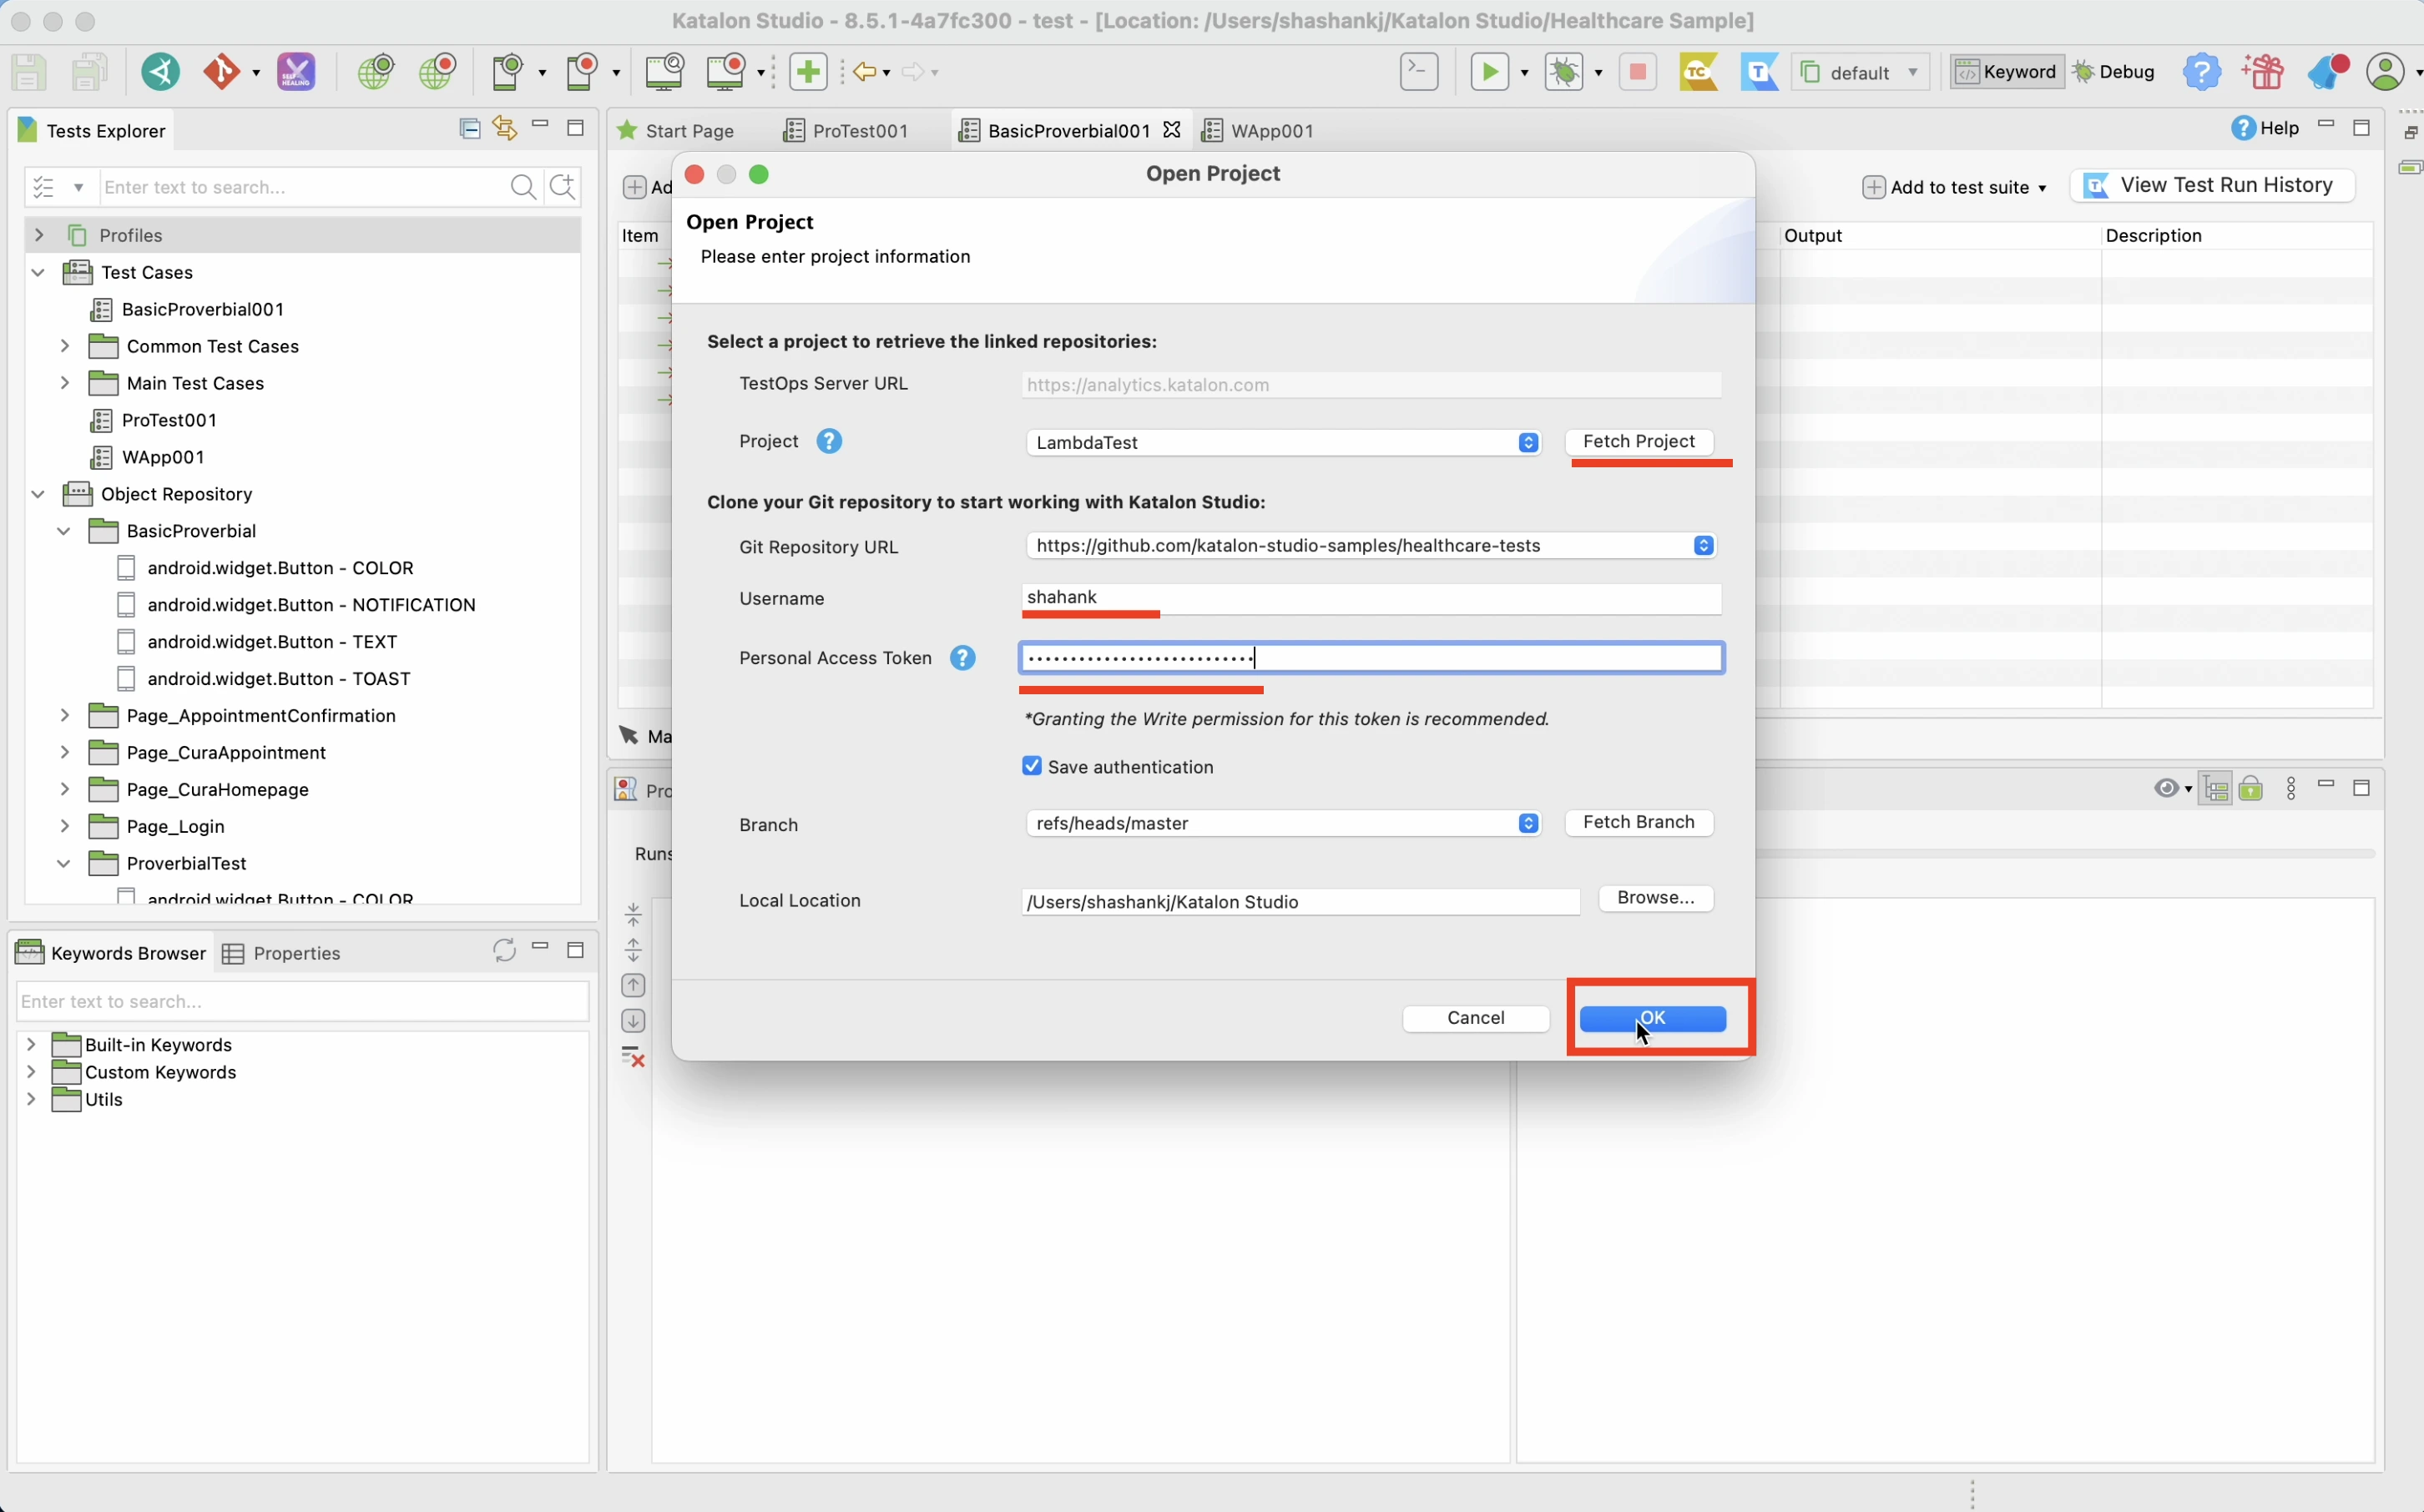 Katalon Studio - 8.5.1-4a7fc300 - test - [Location: /Users/shashankj/Katalon Studio/Healthcare Sample]
SELF HEALING
TC
T
default
Keyword
Debug
Tests Explorer
Start Page
ProTest001
BasicProverbial001
WApp001
Help
Enter text to search...
Ad
Add to test suite
View Test Run History
Item
Output
Description
Profiles
Test Cases
BasicProverbial001
Common Test Cases
Main Test Cases
ProTest001
WApp001
Object Repository
BasicProverbial
android.widget.Button - COLOR
android.widget.Button - NOTIFICATION
android.widget.Button - TEXT
android.widget.Button - TOAST
Page_AppointmentConfirmation
Page_CuraAppointment
Page_CuraHomepage
Page_Login
ProverbialTest
android.widget.Button - COLOR
Open Project
Open Project
Please enter project information
Select a project to retrieve the linked repositories:
TestOps Server URL
https://analytics.katalon.com
Project
LambdaTest
Fetch Project
Clone your Git repository to start working with Katalon Studio:
Git Repository URL
https://github.com/katalon-studio-samples/healthcare-tests
Username
shahank
Personal Access Token
*Granting the Write permission for this token is recommended.
Save authentication
Branch
refs/heads/master
Fetch Branch
Local Location
/Users/shashankj/Katalon Studio
Browse...
Cancel
OK
Ma
Pro
Runs
Keywords Browser
Properties
Enter text to search...
Built-in Keywords
Custom Keywords
Utils